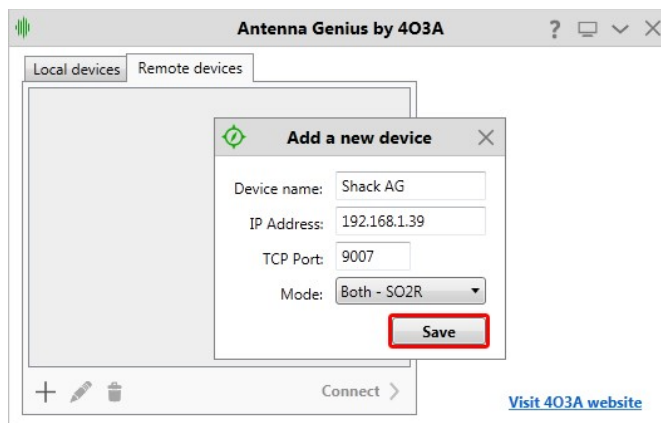 Antenna Genius by 4O3A
?
Local devices
Remote devices
Add a new device
Device name: Shack AG
IP Address: 192.168.1.39
TCP Port: 9007
Mode: Both - SO2R
Save
Connect
Visit 4O3A website